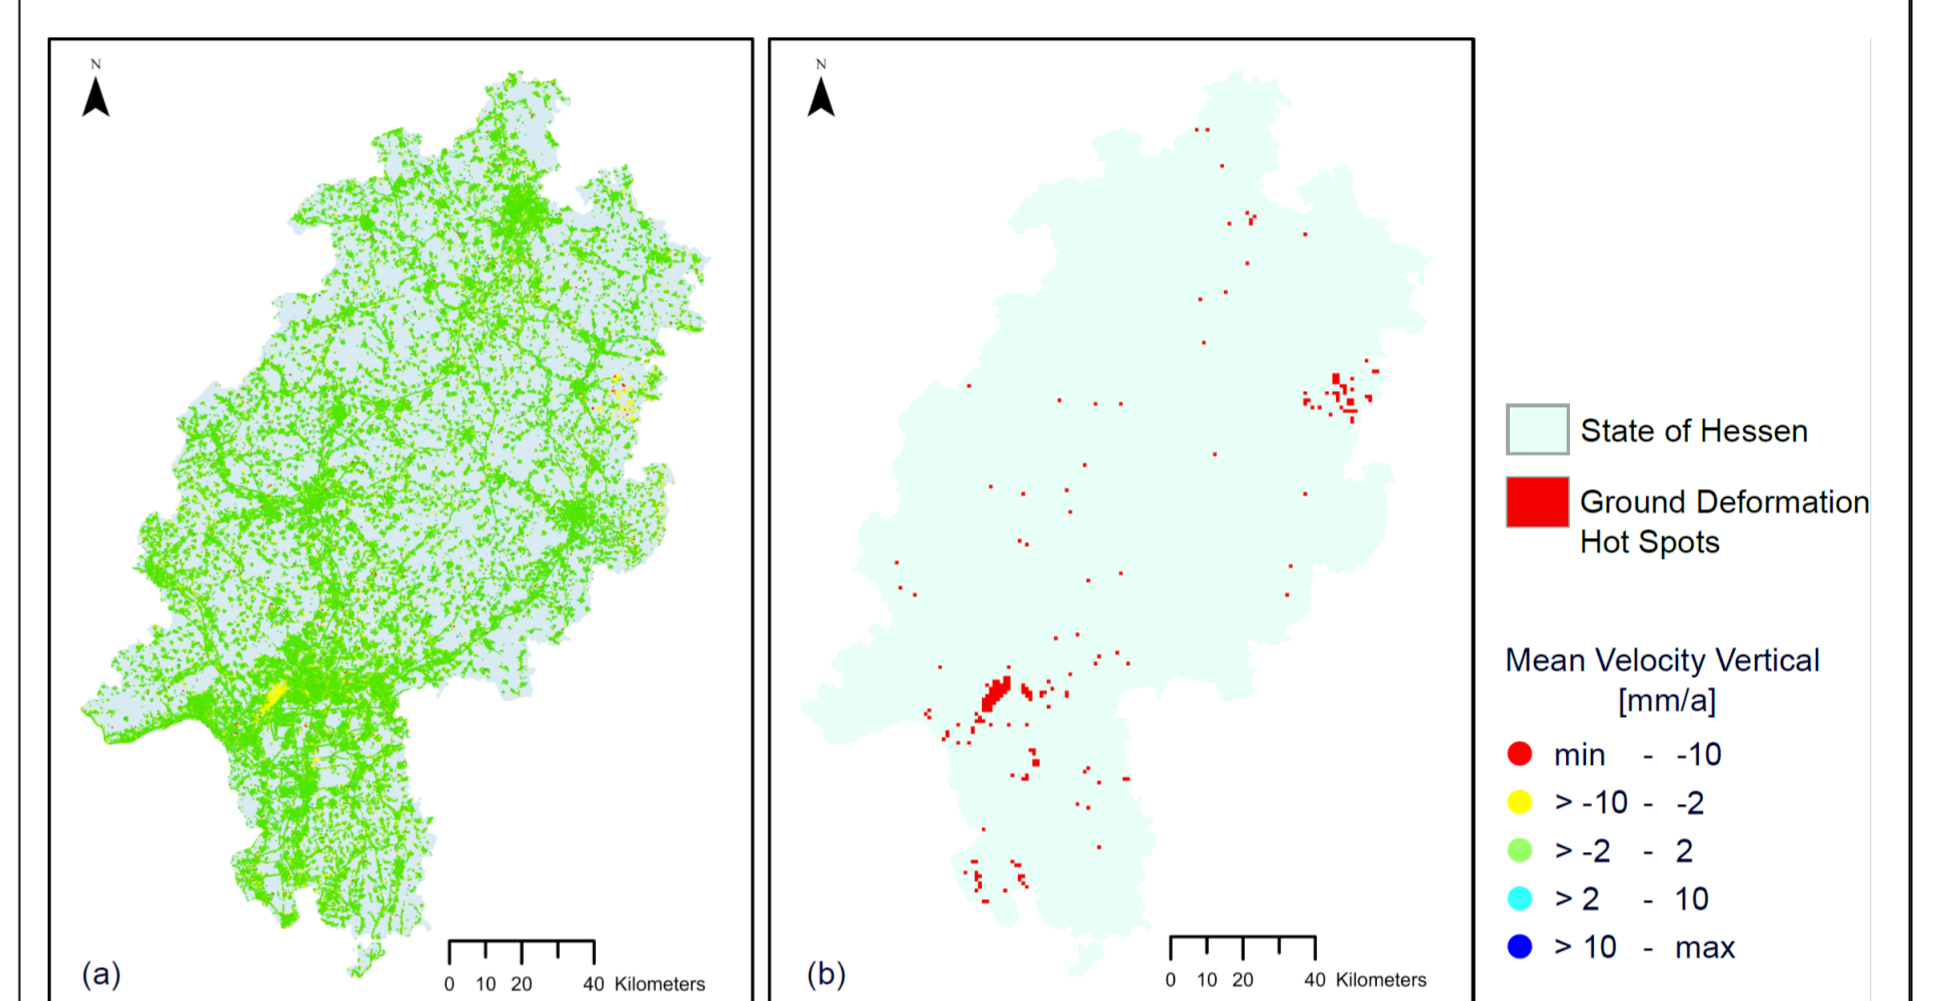 N
(a)
0 10 20 40 Kilometers
N
(b)
0 10 20 40 Kilometers
State of Hessen
Ground Deformation
Hot Spots
Mean Velocity Vertical
[mm/a]
min - -10
> -10 - -2
> -2 - 2
> 2 - 10
> 10 - max